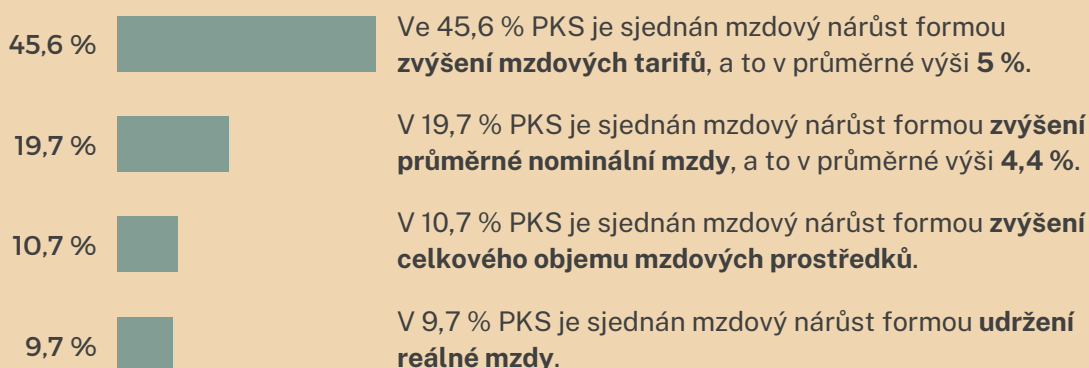 45,6 %
Ve 45,6 % PKS je sjednán mzdový nárůst formou
zvýšení mzdových tarifů, a to v průměrné výši 5 %.
19,7 %
V 19,7 % PKS je sjednán mzdový nárůst formou zvýšení
průměrné nominální mzdy, a to v průměrné výši 4,4 %.
10,7 %
V 10,7 % PKS je sjednán mzdový nárůst formou zvýšení
celkového objemu mzdových prostředků.
9,7 %
V 9,7 % PKS je sjednán mzdový nárůst formou udržení
reálné mzdy.